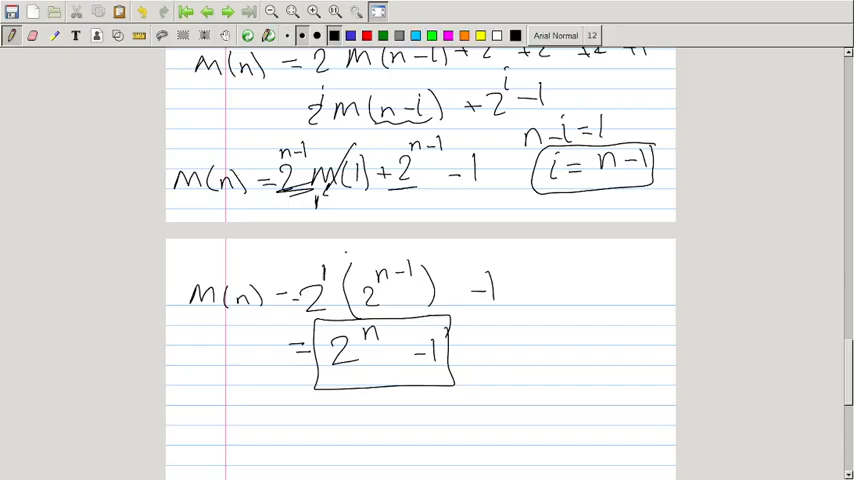 Arial Normal 12
M(n) = 2 M(n-1) + 2
2^i M(n-i) + 2^i -1
n-i=1
M(n) = 2^(n-1) M(1) + 2^(n-1) - 1
1
i = n-1
M(n) = 2^1 (2^(n-1)) -1
= 2^n -1